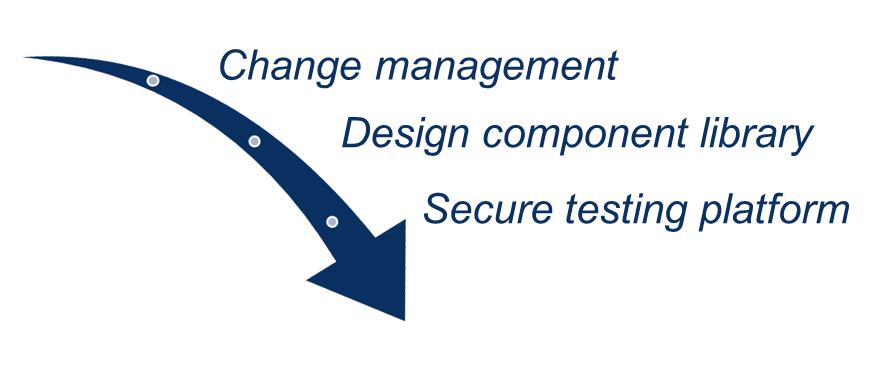 Change management
Design component library
Secure testing platform